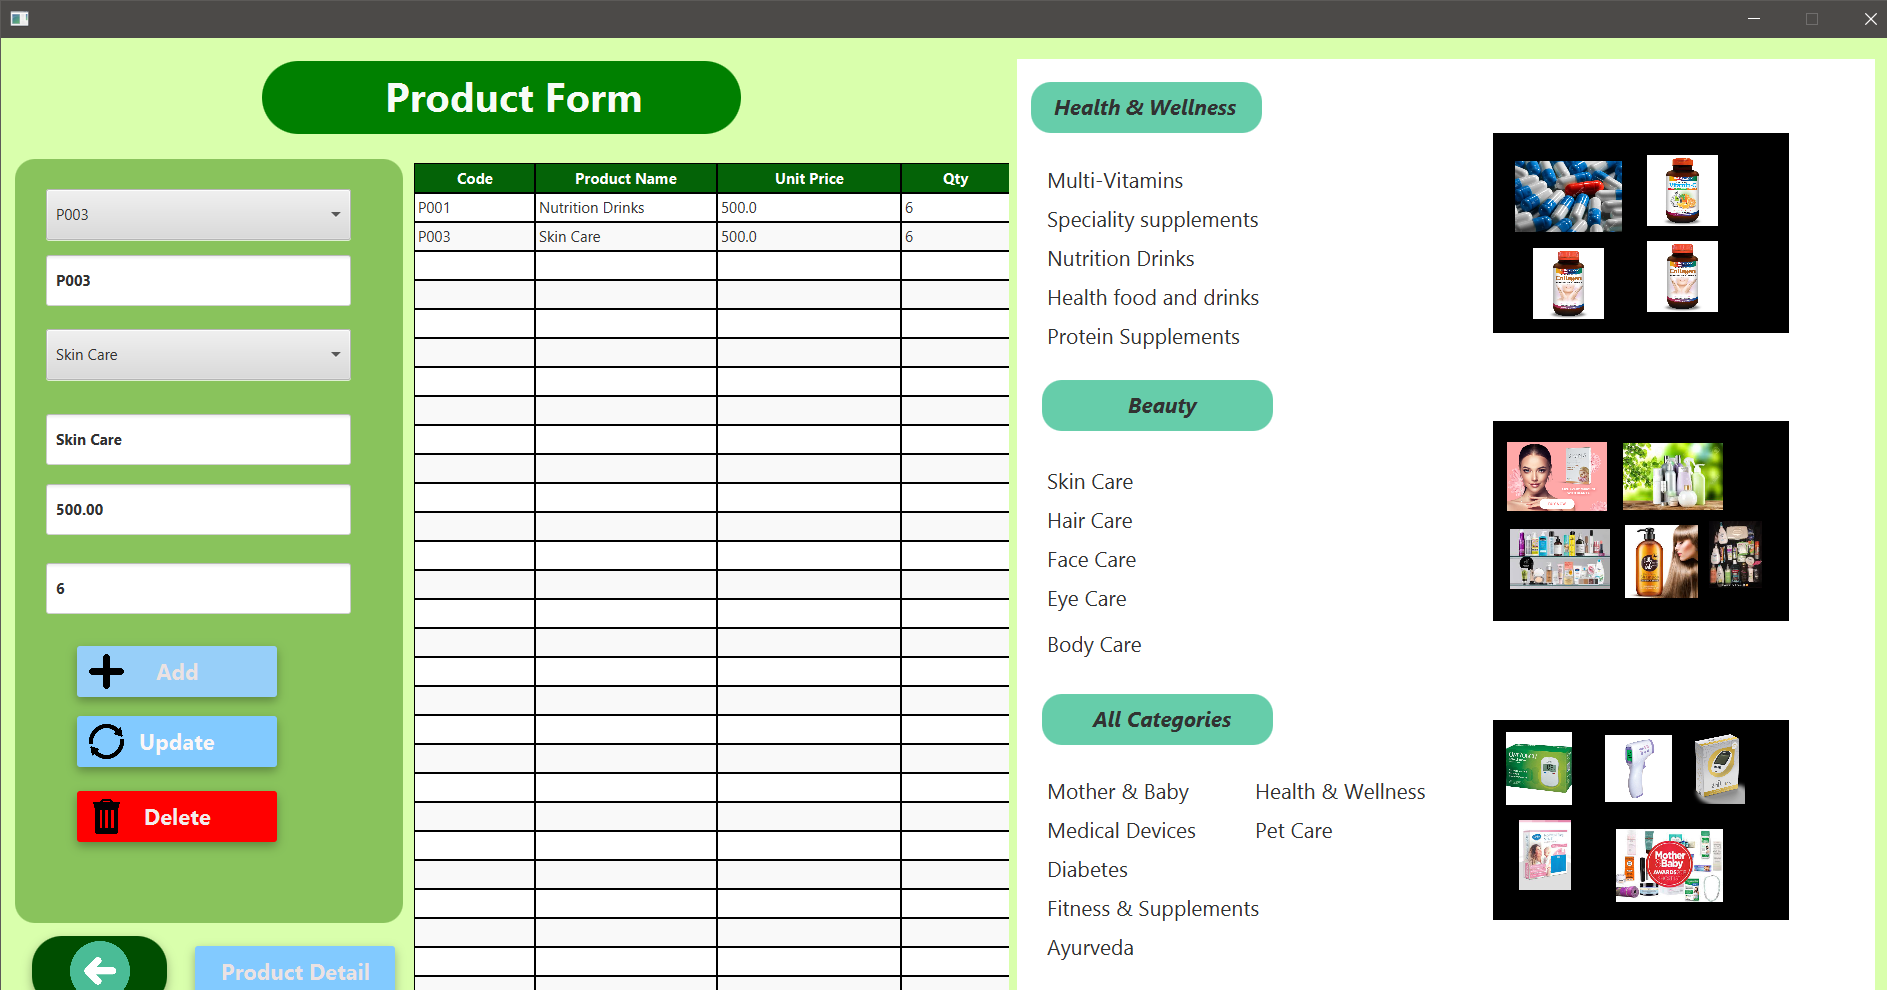 Product Form
P003
P003
Skin Care
Skin Care
500.00
6
Add
Update
Delete
Product Detail
Code Product Name Unit Price Qty
P001 Nutrition Drinks 500.0 6
P003 Skin Care 500.0 6
Health & Wellness
Multi-Vitamins
Speciality supplements
Nutrition Drinks
Health food and drinks
Protein Supplements
Beauty
Skin Care
Hair Care
Face Care
Eye Care
Body Care
All Categories
Mother & Baby Health & Wellness
Medical Devices Pet Care
Diabetes
Fitness & Supplements
Ayurveda
Mother
&Baby
AWARDS